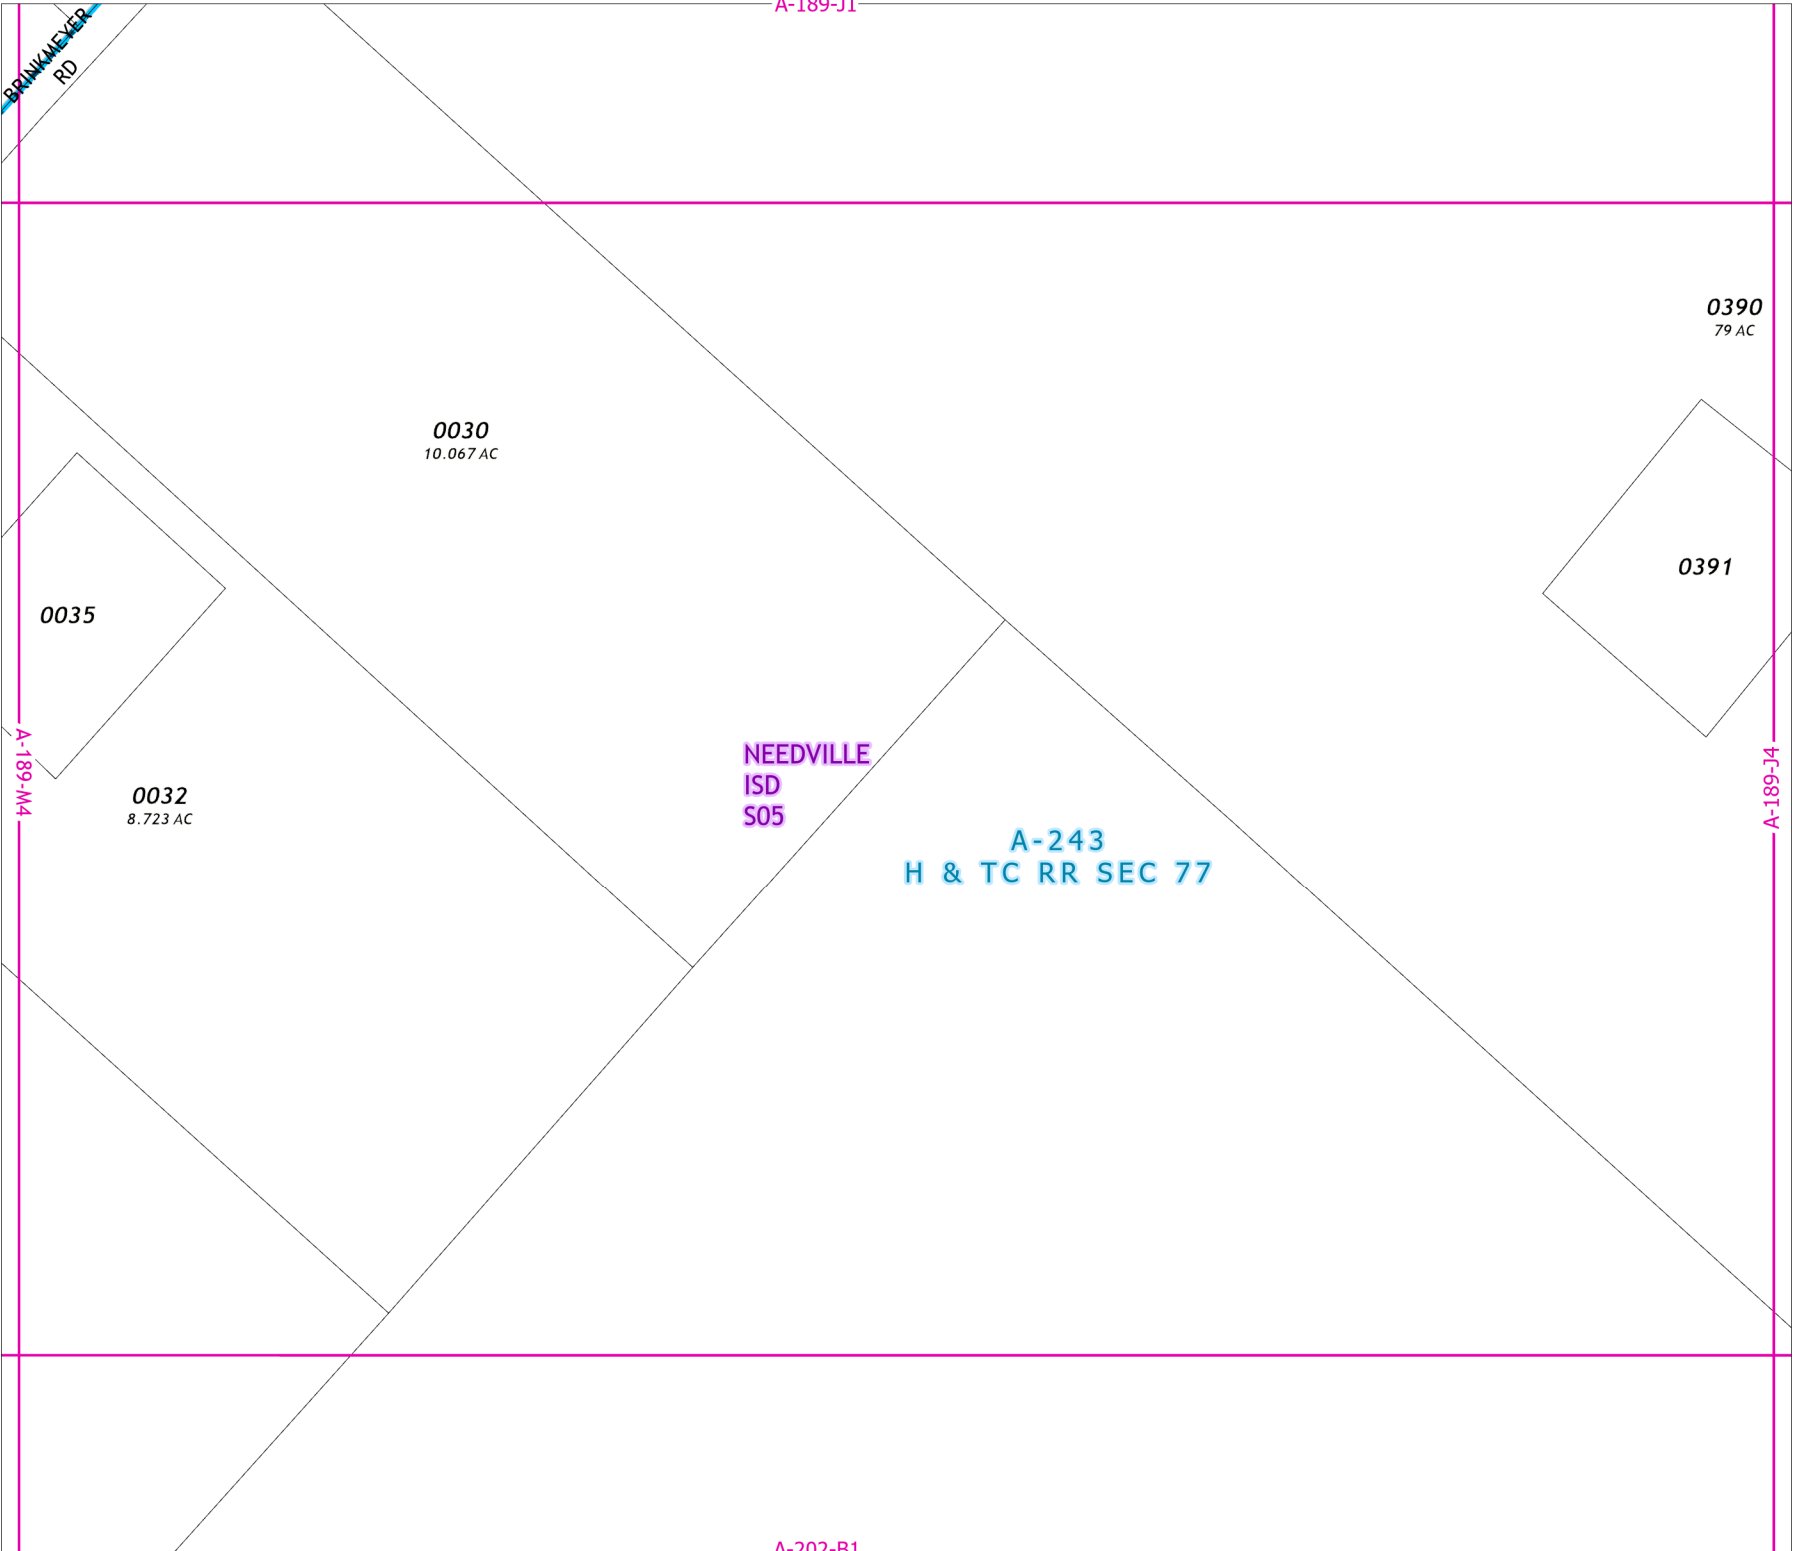 A-189-J1
BRINKMEYER
RD
0390
79 AC
0030
10.067 AC
0391
0035
A-189-M4
NEEDVILLE
ISD
S05
A-189-J4
0032
8.723 AC
A-243
H & TC RR SEC 77
A-202-B1